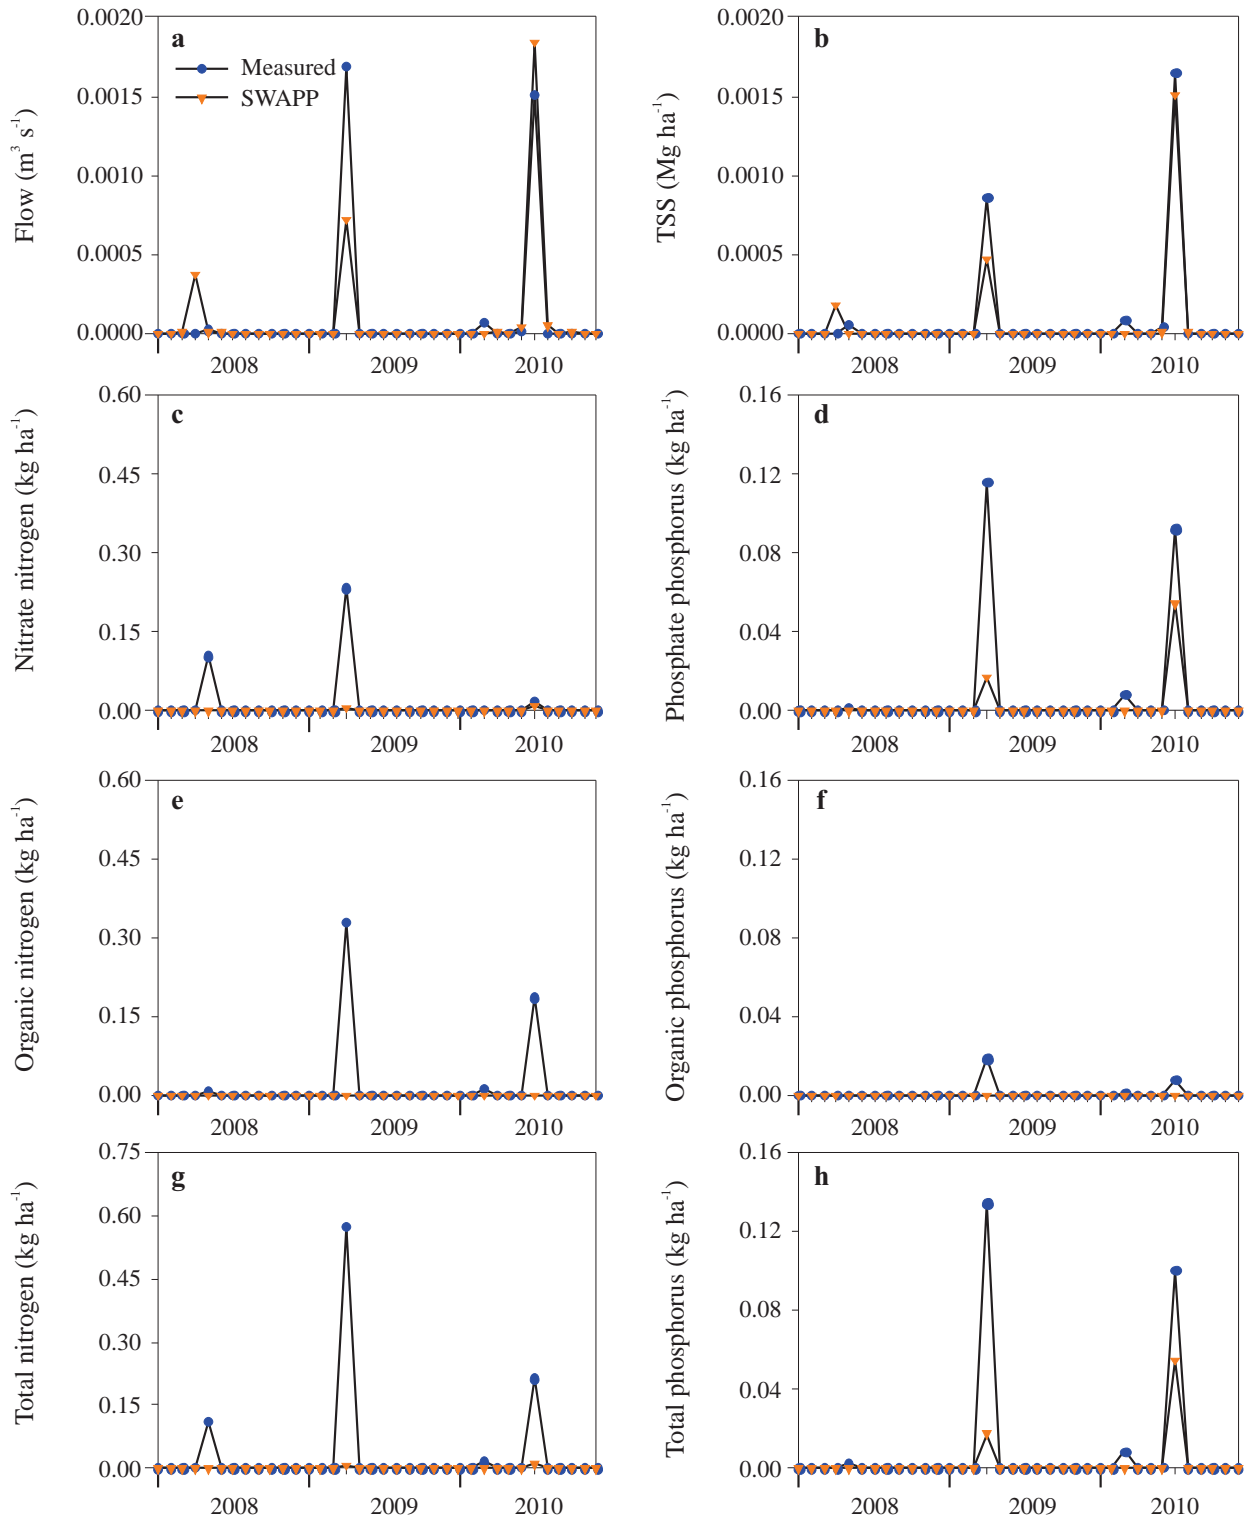 a
Measured
SWAPP
Flow (m³ s⁻¹)
0.0020
0.0015
0.0010
0.0005
0.0000
2008 2009 2010
b
TSS (Mg ha⁻¹)
0.0020
0.0015
0.0010
0.0005
0.0000
2008 2009 2010
c
Nitrate nitrogen (kg ha⁻¹)
0.60
0.45
0.30
0.15
0.00
2008 2009 2010
d
Phosphate phosphorus (kg ha⁻¹)
0.16
0.12
0.08
0.04
0.00
2008 2009 2010
e
Organic nitrogen (kg ha⁻¹)
0.60
0.45
0.30
0.15
0.00
2008 2009 2010
f
Organic phosphorus (kg ha⁻¹)
0.16
0.12
0.08
0.04
0.00
2008 2009 2010
g
Total nitrogen (kg ha⁻¹)
0.75
0.60
0.45
0.30
0.15
0.00
2008 2009 2010
h
Total phosphorus (kg ha⁻¹)
0.16
0.12
0.08
0.04
0.00
2008 2009 2010